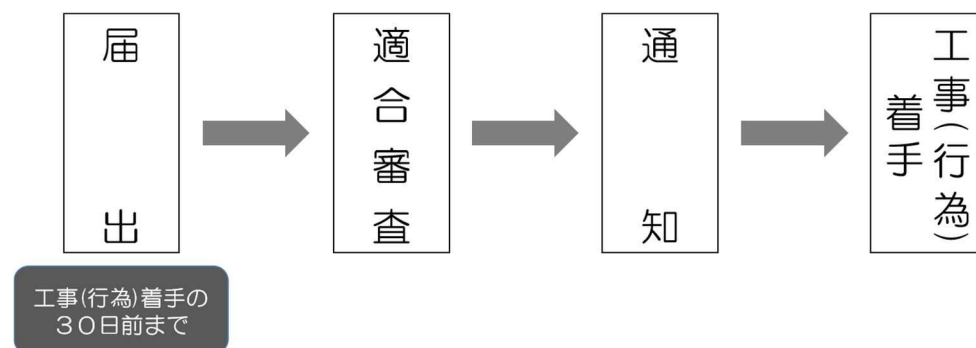 届出
適合審査
通知
工事(行為)
着手
工事(行為)着手の
３０日前まで